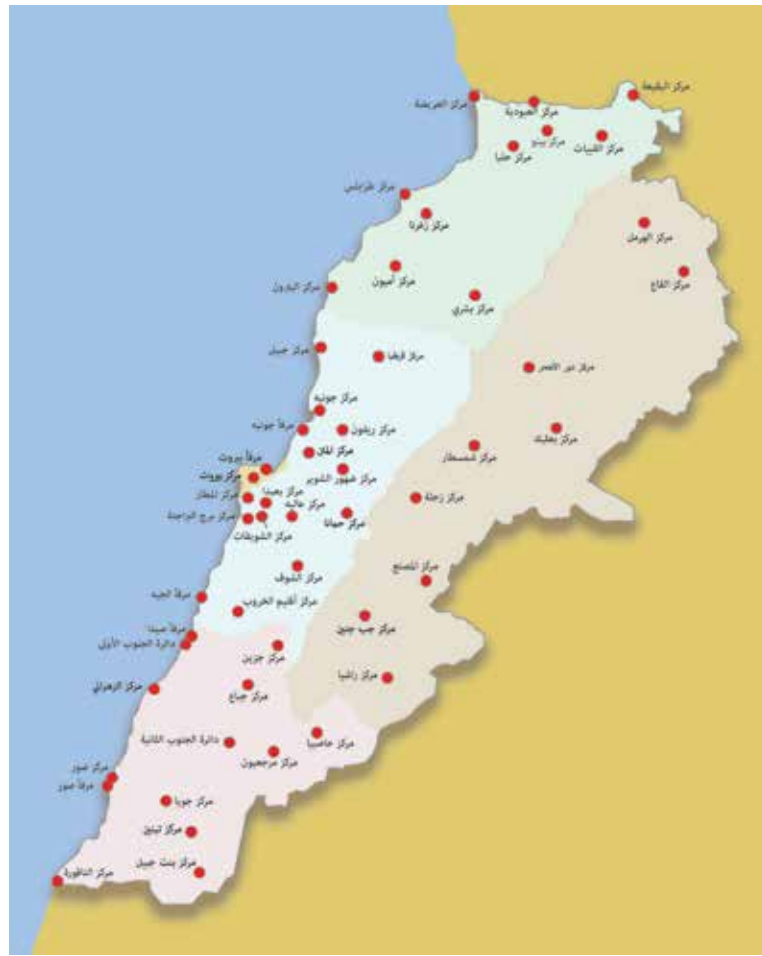 مركز البقيعة
مركز العريضة
مركز العبودية
مركز بينو
مركز القبيات
مركز حلبا
مركز طرابلس
مركز زغرتا
مركز الهرمل
مركز أميون
مركز القاع
مركز البترون
مركز بشري
مركز جبيل
مركز قرطبا
مركز دير الأحمر
مركز جونيه
مرفأ جونيه
مركز ريفون
مركز بعلبك
مركز شمسطار
مرفأ بيروت
مركز بيروت
مركز ضهور الشوير
مركز المطار
مركز بعبدا
مركز عاليه
مركز زحلة
مركز برج البراجنة
مركز حمانا
مركز الشويفات
مركز الشوف
مركز المصنع
مرفأ الجيه
مركز أقليم الخروب
مركز جب جنين
مرفأ صيدا
دائرة الجنوب الأولى
مركز جزين
مركز راشيا
مركز الزهراني
مركز جباع
مركز حاصبيا
دائرة الجنوب الثانية
مركز مرجعيون
مركز صور
مرفأ صور
مركز جويا
مركز تبنين
مركز بنت جبيل
مركز الناقورة